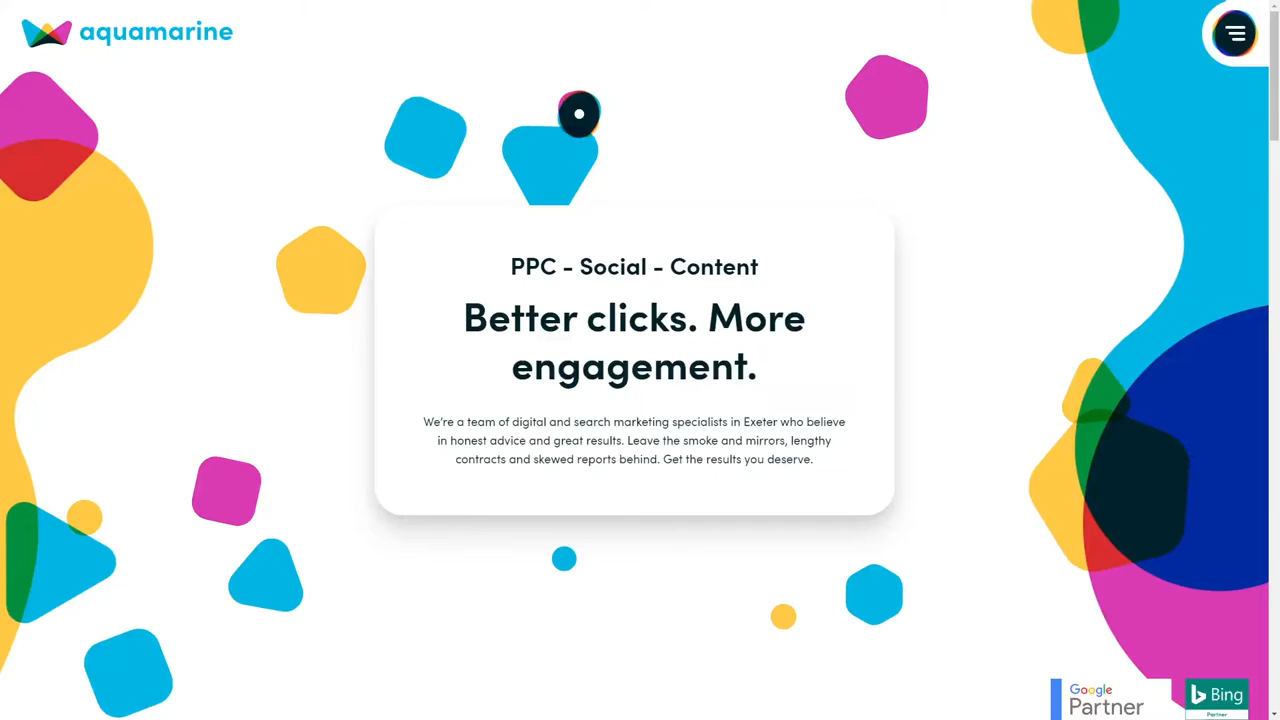 aquamarine
PPC - Social - Content
Better clicks. More
engagement.
We're a team of digital and search marketing specialists in Exeter who believe
in honest advice and great results. Leave the smoke and mirrors, lengthy
contracts and skewed reports behind. Get the results you deserve.
Google
Partner
Bing
Partner